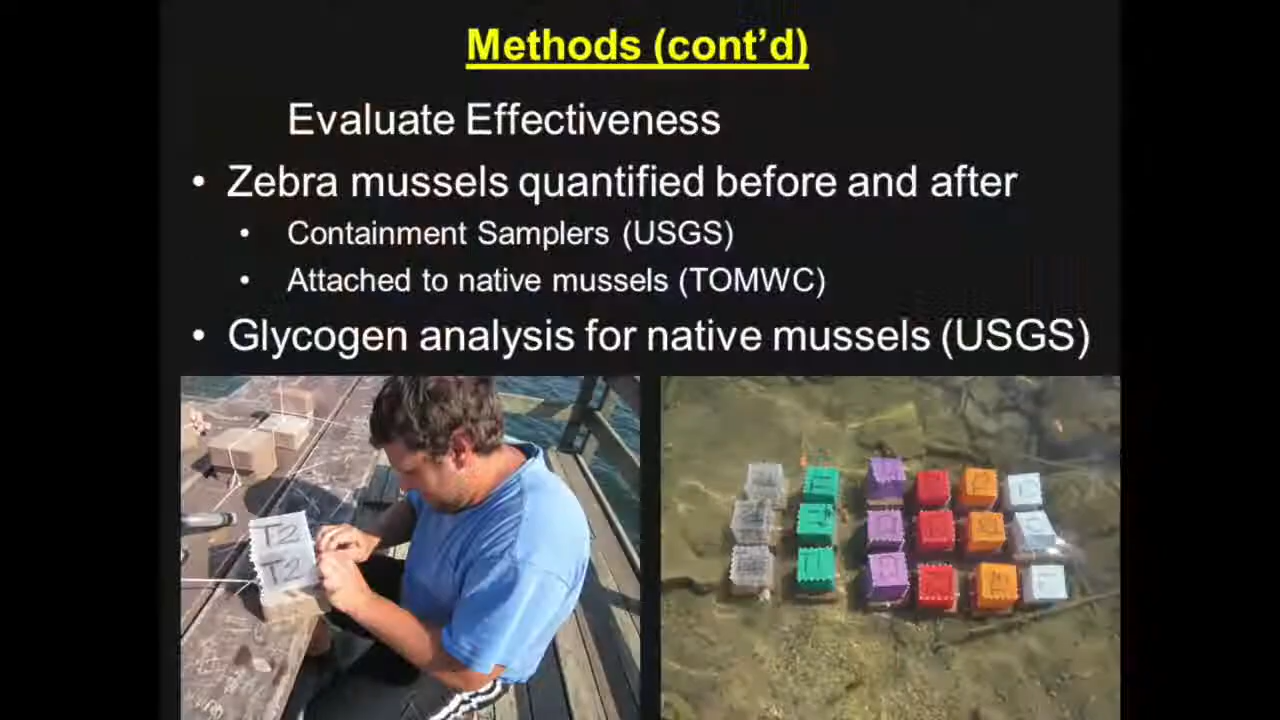 Methods (cont’d)
Evaluate Effectiveness
• Zebra mussels quantified before and after
• Containment Samplers (USGS)
• Attached to native mussels (TOMWC)
• Glycogen analysis for native mussels (USGS)
T2
T2